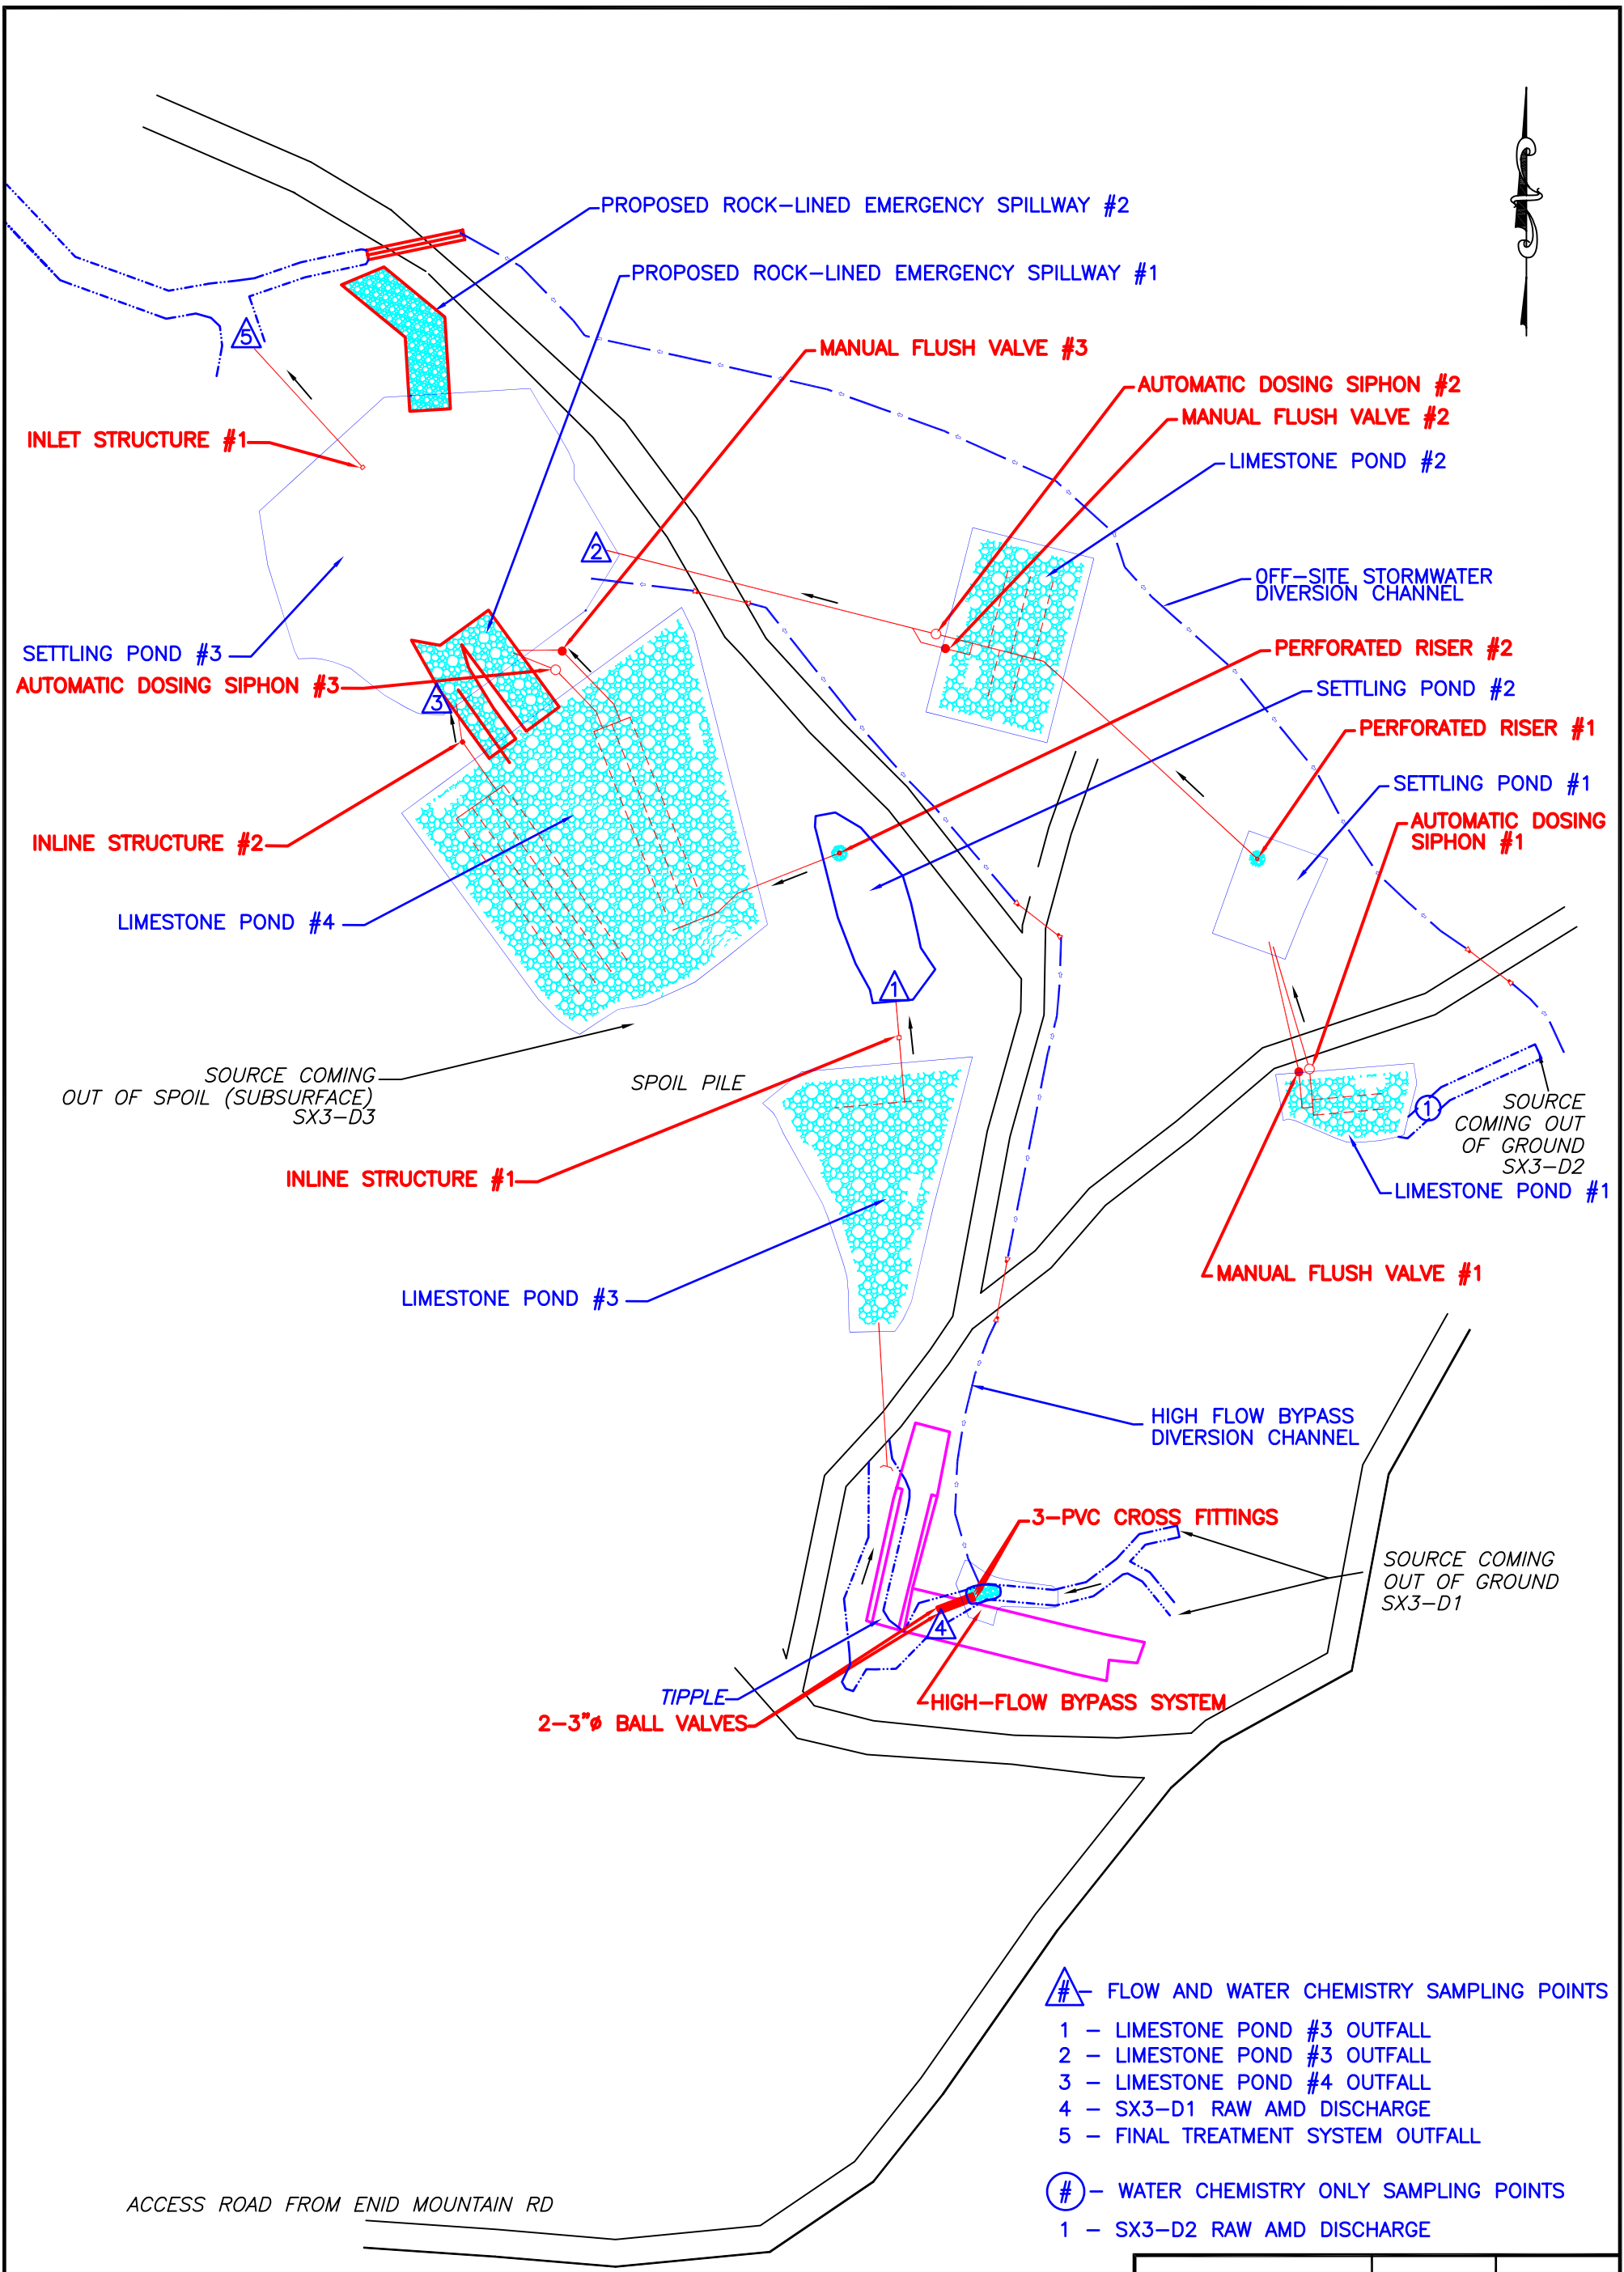 PROPOSED ROCK-LINED EMERGENCY SPILLWAY #2
PROPOSED ROCK-LINED EMERGENCY SPILLWAY #1
5
MANUAL FLUSH VALVE #3
AUTOMATIC DOSING SIPHON #2
MANUAL FLUSH VALVE #2
INLET STRUCTURE #1
LIMESTONE POND #2
2
OFF-SITE STORMWATER
DIVERSION CHANNEL
SETTLING POND #3
PERFORATED RISER #2
AUTOMATIC DOSING SIPHON #3
SETTLING POND #2
3
PERFORATED RISER #1
SETTLING POND #1
AUTOMATIC DOSING
SIPHON #1
INLINE STRUCTURE #2
LIMESTONE POND #4
1
SOURCE COMING
OUT OF SPOIL (SUBSURFACE)
SX3-D3
SPOIL PILE
1
SOURCE
COMING OUT
OF GROUND
SX3-D2
INLINE STRUCTURE #1
LIMESTONE POND #1
MANUAL FLUSH VALVE #1
LIMESTONE POND #3
HIGH FLOW BYPASS
DIVERSION CHANNEL
3-PVC CROSS FITTINGS
SOURCE COMING
OUT OF GROUND
SX3-D1
4
TIPPLE
HIGH-FLOW BYPASS SYSTEM
2-3"ø BALL VALVES
# - FLOW AND WATER CHEMISTRY SAMPLING POINTS
1 - LIMESTONE POND #3 OUTFALL
2 - LIMESTONE POND #3 OUTFALL
3 - LIMESTONE POND #4 OUTFALL
4 - SX3-D1 RAW AMD DISCHARGE
5 - FINAL TREATMENT SYSTEM OUTFALL
# - WATER CHEMISTRY ONLY SAMPLING POINTS
1 - SX3-D2 RAW AMD DISCHARGE
ACCESS ROAD FROM ENID MOUNTAIN RD